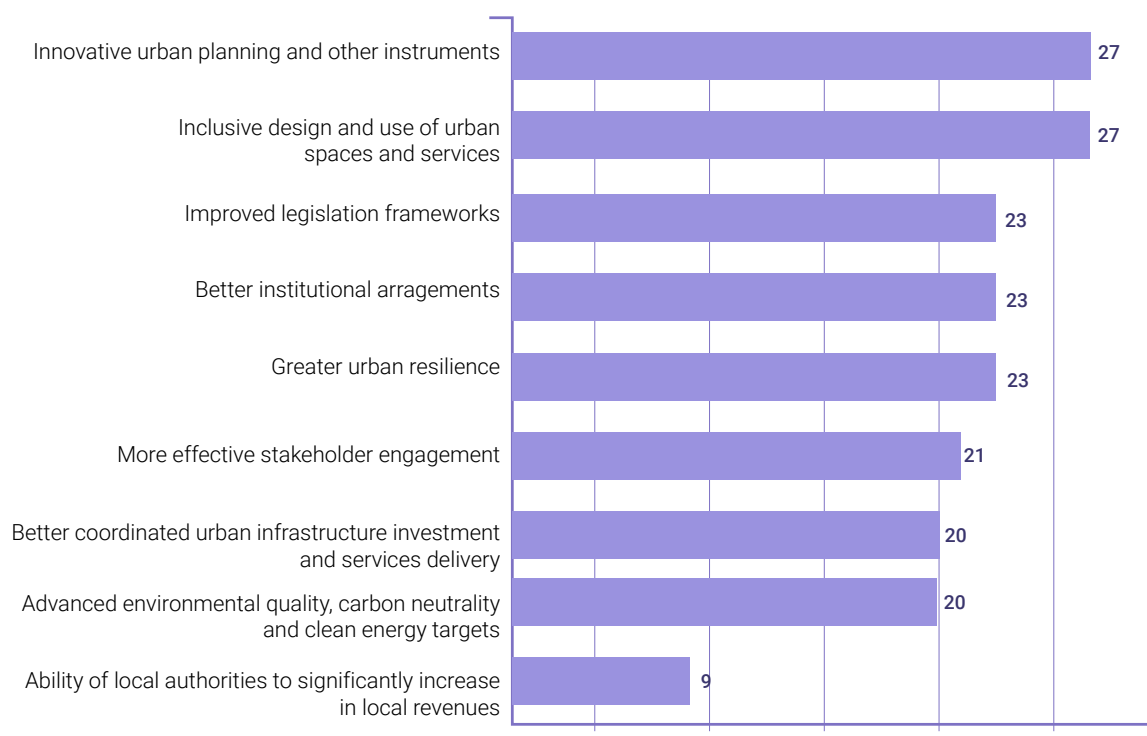 Innovative urban planning and other instruments
27
Inclusive design and use of urban
spaces and services
27
Improved legislation frameworks
23
Better institutional arragements
23
Greater urban resilience
23
More effective stakeholder engagement
21
Better coordinated urban infrastructure investment
and services delivery
20
Advanced environmental quality, carbon neutrality
and clean energy targets
20
Ability of local authorities to significantly increase
in local revenues
9